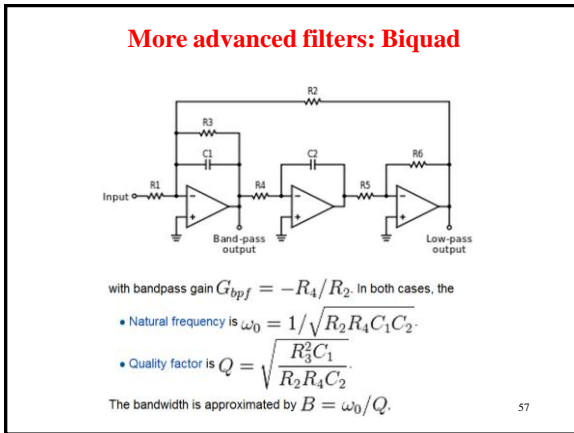 More advanced filters: Biquad
R2
R3
C1
C2
R6
Input
R1
R4
R5
−
+
−
+
−
+
Band-pass
output
Low-pass
output
with bandpass gain G_{bpf} = −R_4/R_2. In both cases, the
• Natural frequency is ω_0 = 1/√(R_2R_4C_1C_2).
• Quality factor is Q = √(R_3^2C_1/(R_2R_4C_2)).
The bandwidth is approximated by B = ω_0/Q.
57